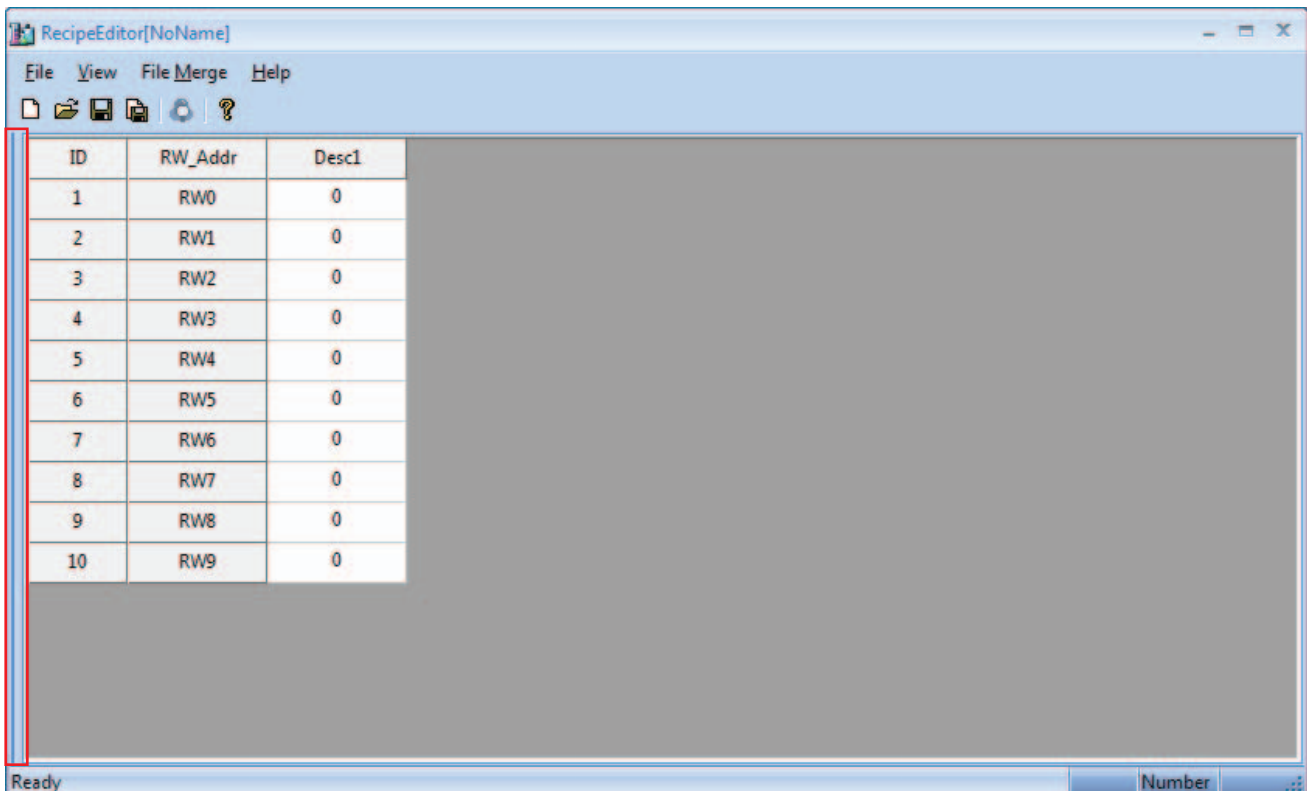 RecipeEditor[NoName]
File View File Merge Help
ID RW_Addr Desc1
1 RW0 0
2 RW1 0
3 RW2 0
4 RW3 0
5 RW4 0
6 RW5 0
7 RW6 0
8 RW7 0
9 RW8 0
10 RW9 0
Ready Number